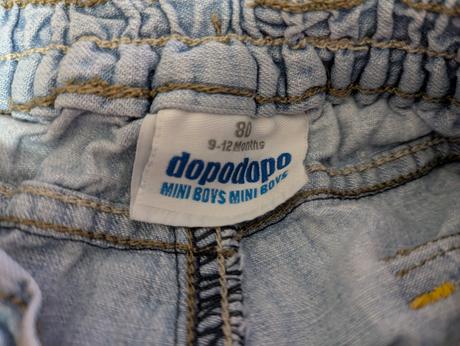 80
9-12 Months
dopodopo
MINI BOYS MINI BOYS